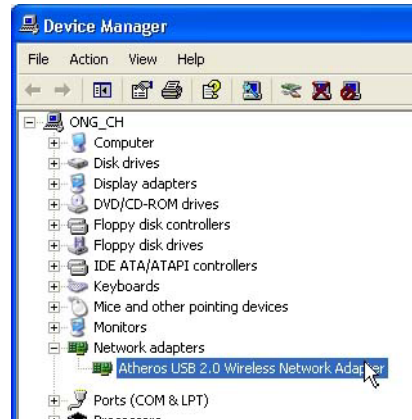 Device Manager
File Action View Help
ONG_CH
Computer
Disk drives
Display adapters
DVD/CD-ROM drives
Floppy disk controllers
Floppy disk drives
IDE ATA/ATAPI controllers
Keyboards
Mice and other pointing devices
Monitors
Network adapters
Atheros USB 2.0 Wireless Network Adapter
Ports (COM & LPT)